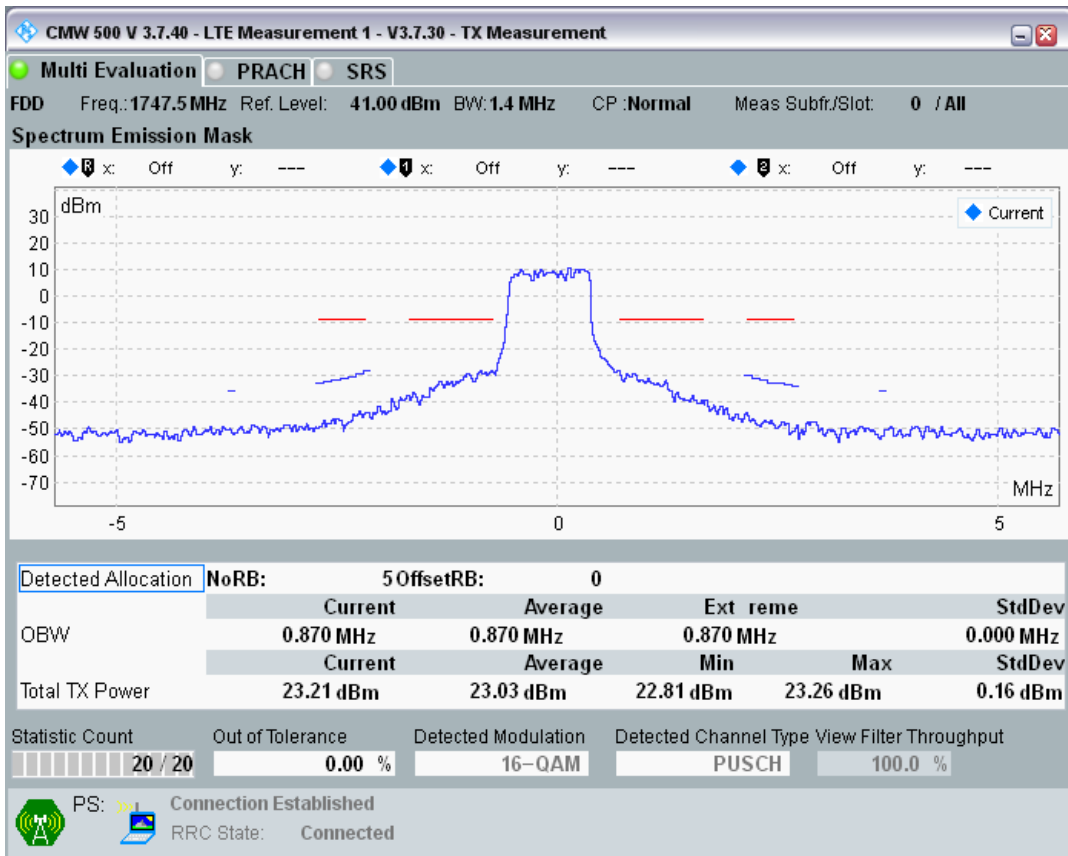 CMW 500 V 3.7.40 - LTE Measurement 1 - V3.7.30 - TX Measurement
Multi Evaluation PRACH SRS
FDD Freq.: 1747.5 MHz Ref. Level: 41.00 dBm BW: 1.4 MHz CP : Normal Meas Subfr./Slot: 0 / All
Spectrum Emission Mask
R x: Off y: --- 1 x: Off y: --- 2 x: Off y: ---
dBm
Current
30
20
10
0
-10
-20
-30
-40
-50
-60
-70
MHz
-5 0 5
Detected Allocation NoRB: 5 OffsetRB: 0
Current Average Ext reme StdDev
OBW 0.870 MHz 0.870 MHz 0.870 MHz 0.000 MHz
Current Average Min Max StdDev
Total TX Power 23.21 dBm 23.03 dBm 22.81 dBm 23.26 dBm 0.16 dBm
Statistic Count Out of Tolerance Detected Modulation Detected Channel Type View Filter Throughput
20 / 20 0.00 % 16-QAM PUSCH 100.0 %
PS: Connection Established
RRC State: Connected